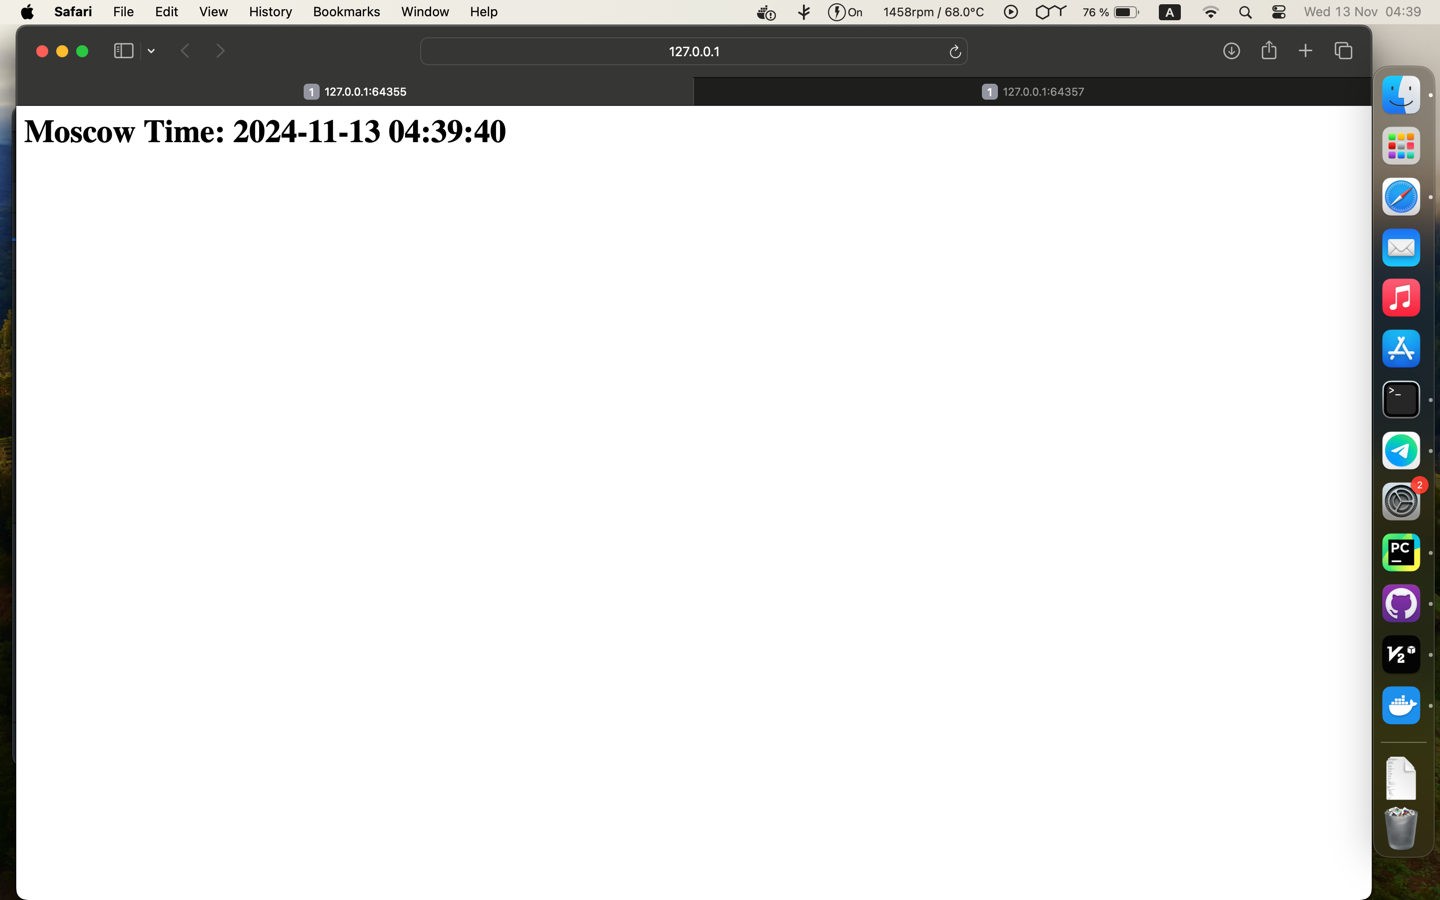 Safari File Edit View History Bookmarks Window Help On 1458rpm / 68.0°C 76 % A Wed 13 Nov 04:39
127.0.0.1
1 127.0.0.1:64355 1 127.0.0.1:64357
Moscow Time: 2024-11-13 04:39:40
>_
2
PC
V2